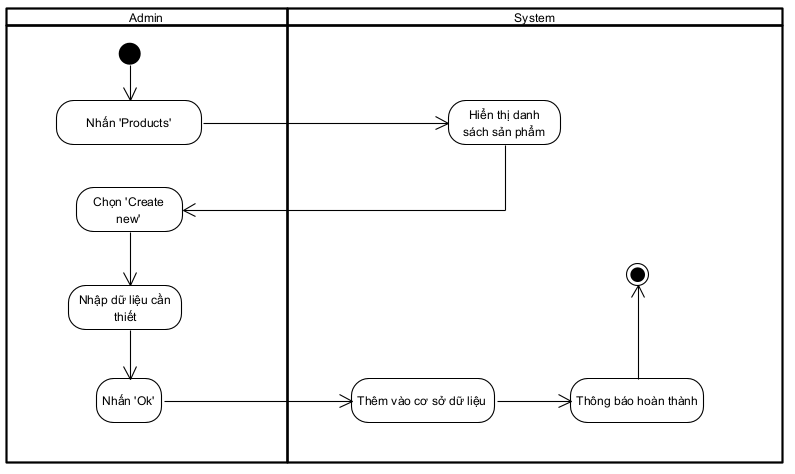 Admin
System
Nhấn 'Products'
Hiển thị danh
sách sản phẩm
Chọn 'Create
new'
Nhập dữ liệu cần
thiết
Nhấn 'Ok'
Thêm vào cơ sở dữ liệu
Thông báo hoàn thành